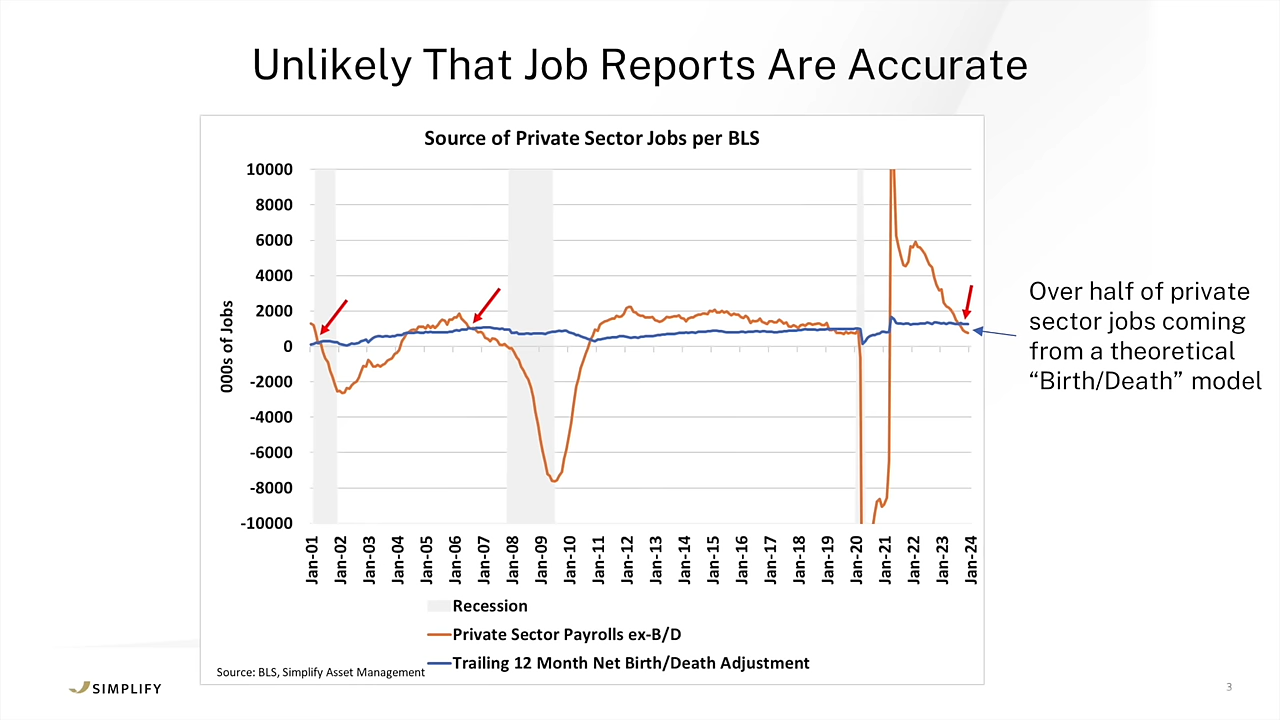 Unlikely That Job Reports Are Accurate
Source of Private Sector Jobs per BLS
10000
8000
6000
4000
2000
0
-2000
-4000
-6000
-8000
-10000
000s of Jobs
Jan-01
Jan-02
Jan-03
Jan-04
Jan-05
Jan-06
Jan-07
Jan-08
Jan-09
Jan-10
Jan-11
Jan-12
Jan-13
Jan-14
Jan-15
Jan-16
Jan-17
Jan-18
Jan-19
Jan-20
Jan-21
Jan-22
Jan-23
Jan-24
Recession
Private Sector Payrolls ex-B/D
Trailing 12 Month Net Birth/Death Adjustment
Source: BLS, Simplify Asset Management
Over half of private
sector jobs coming
from a theoretical
“Birth/Death” model
SIMPLIFY
3